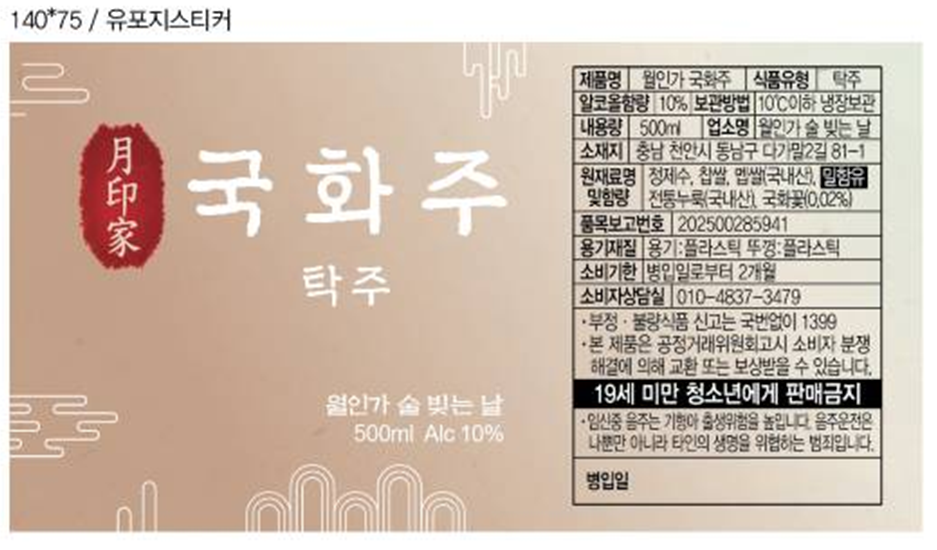 140*75 / 유포지스티커
月印家
국화주
탁주
월인가 술 빚는 날
500ml Alc 10%
제품명 월인가 국화주 식품유형 탁주
알코올함량 10% 보관방법 10℃이하 냉장보관
내용량 500ml 업소명 월인가 술 빚는 날
소재지 충남 천안시 동남구 다가말2길 81-1
원재료명 정제수, 찹쌀, 멥쌀(국내산), 밀함유
및함량 전통누룩(국내산), 국화꽃(0.02%)
품목보고번호 202500285941
용기재질 용기:플라스틱 뚜껑:플라스틱
소비기한 병입일로부터 2개월
소비자상담실 010-4837-3479
·부정·불량식품 신고는 국번없이 1399
·본 제품은 공정거래위원회고시 소비자 분쟁
해결에 의해 교환 또는 보상받을 수 있습니다.
19세 미만 청소년에게 판매금지
·임신중 음주는 기형아 출생위험을 높입니다. 음주운전은
나뿐만 아니라 타인의 생명을 위협하는 범죄입니다.
병입일